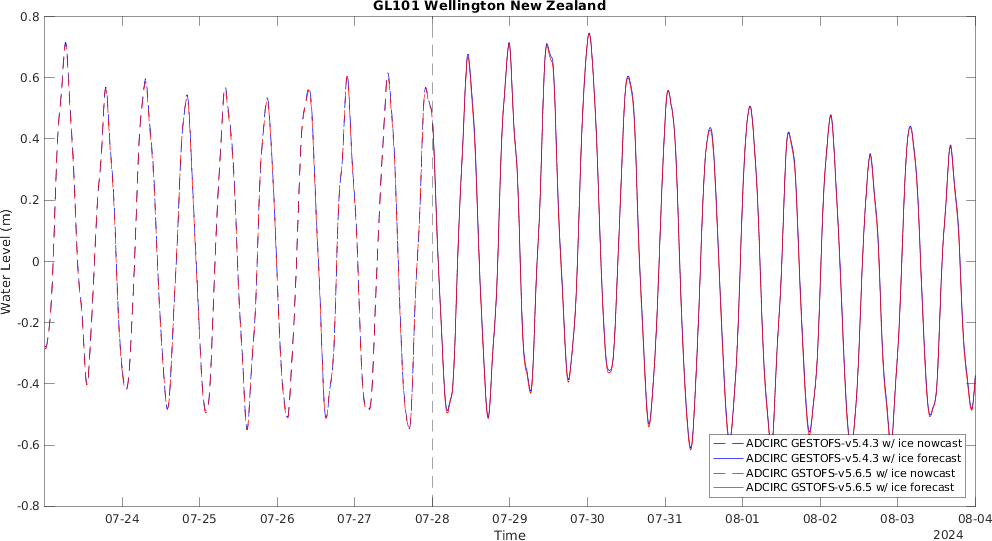 GL101 Wellington New Zealand
0.8
0.6
0.4
0.2
0
-0.2
-0.4
-0.6
-0.8
Water Level (m)
ADCIRC GESTOFS-v5.4.3 w/ ice nowcast
ADCIRC GESTOFS-v5.4.3 w/ ice forecast
ADCIRC GSTOFS-v5.6.5 w/ ice nowcast
ADCIRC GSTOFS-v5.6.5 w/ ice forecast
07-24 07-25 07-26 07-27 07-28 07-29 07-30 07-31 08-01 08-02 08-03 08-04
Time
2024